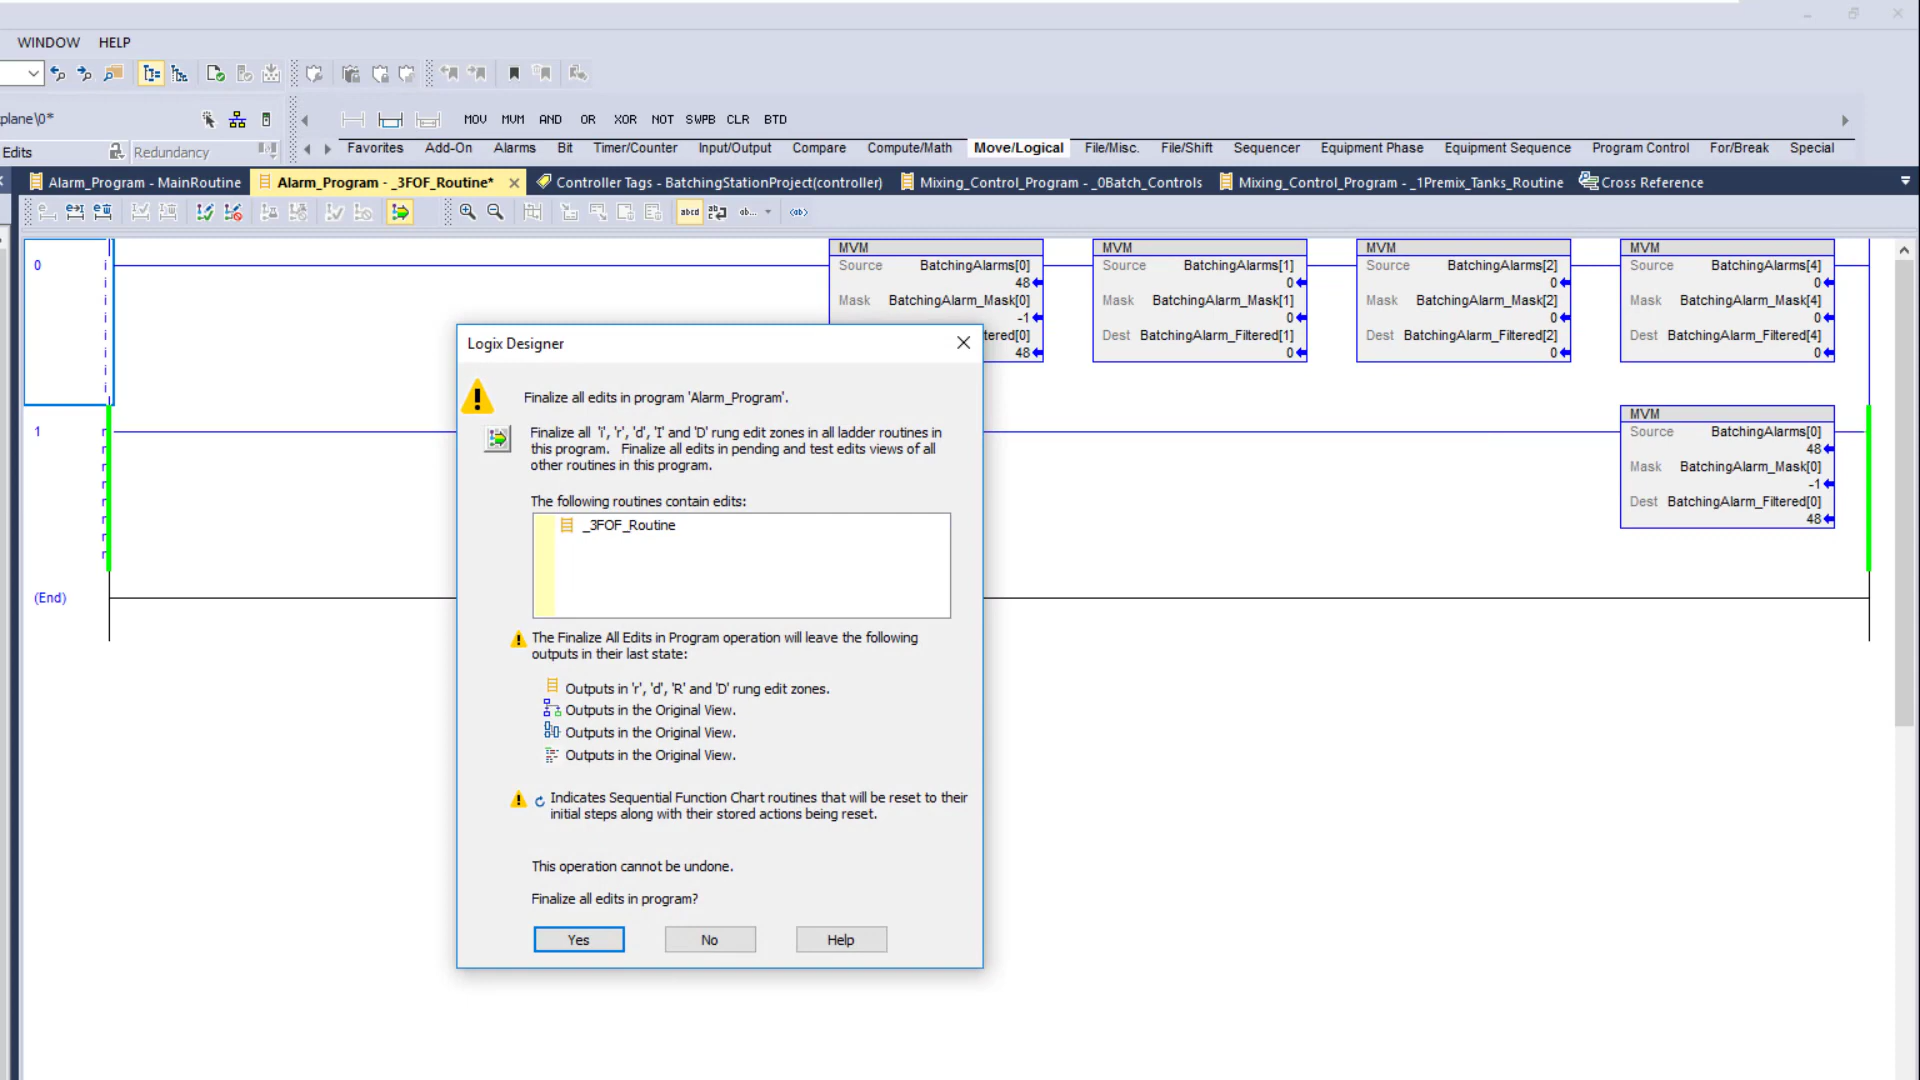 WINDOW HELP
plane\0*
MOV MVM AND OR XOR NOT SWPB CLR BTD
Edits Redundancy
Favorites Add-On Alarms Bit Timer/Counter Input/Output Compare Compute/Math Move/Logical File/Misc. File/Shift Sequencer Equipment Phase Equipment Sequence Program Control For/Break Special
Alarm_Program - MainRoutine Alarm_Program - _3FOF_Routine* Controller Tags - BatchingStationProject(controller) Mixing_Control_Program - _0Batch_Controls Mixing_Control_Program - _1Premix_Tanks_Routine Cross Reference
abcd ab... <ab>
0
i
i
i
i
i
i
i
i
MVM
Source BatchingAlarms[0]
48
Mask BatchingAlarm_Mask[0]
-1
tered[0]
48
MVM
Source BatchingAlarms[1]
0
Mask BatchingAlarm_Mask[1]
0
Dest BatchingAlarm_Filtered[1]
0
MVM
Source BatchingAlarms[2]
0
Mask BatchingAlarm_Mask[2]
0
Dest BatchingAlarm_Filtered[2]
0
MVM
Source BatchingAlarms[4]
0
Mask BatchingAlarm_Mask[4]
0
Dest BatchingAlarm_Filtered[4]
0
1
r
r
r
r
r
r
r
r
MVM
Source BatchingAlarms[0]
48
Mask BatchingAlarm_Mask[0]
-1
Dest BatchingAlarm_Filtered[0]
48
(End)
Logix Designer
Finalize all edits in program 'Alarm_Program'.
Finalize all 'i', 'r', 'd', 'I' and 'D' rung edit zones in all ladder routines in
this program. Finalize all edits in pending and test edits views of all
other routines in this program.
The following routines contain edits:
_3FOF_Routine
The Finalize All Edits in Program operation will leave the following
outputs in their last state:
Outputs in 'r', 'd', 'R' and 'D' rung edit zones.
Outputs in the Original View.
Outputs in the Original View.
Outputs in the Original View.
Indicates Sequential Function Chart routines that will be reset to their
initial steps along with their stored actions being reset.
This operation cannot be undone.
Finalize all edits in program?
Yes No Help